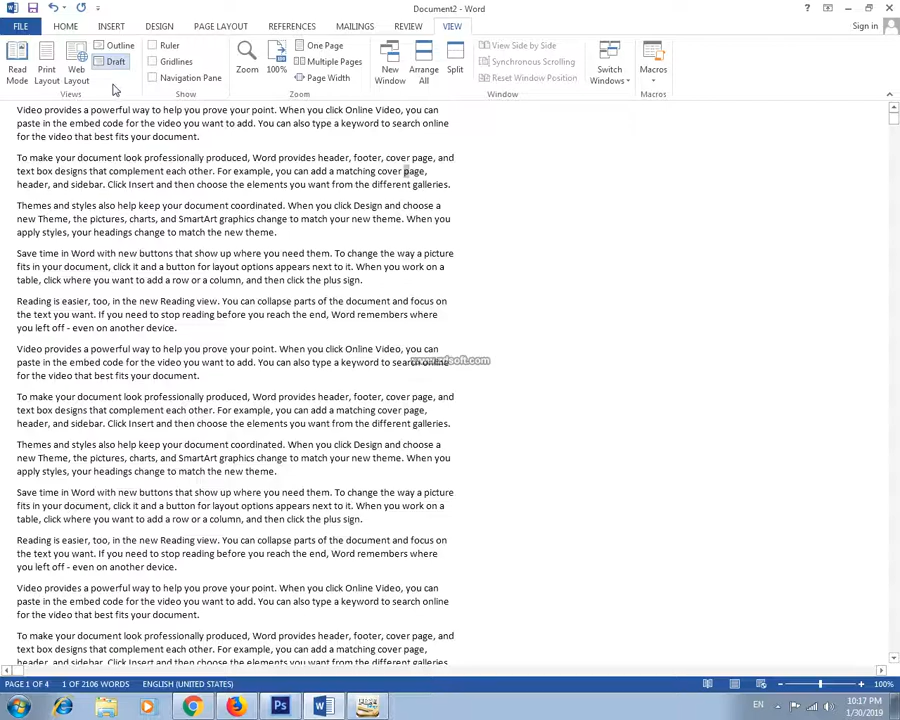 Document2 - Word
FILE HOME INSERT DESIGN PAGE LAYOUT REFERENCES MAILINGS REVIEW VIEW Sign in
Read Mode
Print Layout
Web Layout
Outline
Draft
Views
Ruler
Gridlines
Navigation Pane
Show
Zoom
100%
One Page
Multiple Pages
Page Width
Zoom
New Window
Arrange All
Split
View Side by Side
Synchronous Scrolling
Reset Window Position
Window
Switch Windows
Macros
Macros
Video provides a powerful way to help you prove your point. When you click Online Video, you can
paste in the embed code for the video you want to add. You can also type a keyword to search online
for the video that best fits your document.
To make your document look professionally produced, Word provides header, footer, cover page, and
text box designs that complement each other. For example, you can add a matching cover page,
header, and sidebar. Click Insert and then choose the elements you want from the different galleries.
Themes and styles also help keep your document coordinated. When you click Design and choose a
new Theme, the pictures, charts, and SmartArt graphics change to match your new theme. When you
apply styles, your headings change to match the new theme.
Save time in Word with new buttons that show up where you need them. To change the way a picture
fits in your document, click it and a button for layout options appears next to it. When you work on a
table, click where you want to add a row or a column, and then click the plus sign.
Reading is easier, too, in the new Reading view. You can collapse parts of the document and focus on
the text you want. If you need to stop reading before you reach the end, Word remembers where
you left off - even on another device.
Video provides a powerful way to help you prove your point. When you click Online Video, you can
paste in the embed code for the video you want to add. You can also type a keyword to search online
for the video that best fits your document.
To make your document look professionally produced, Word provides header, footer, cover page, and
text box designs that complement each other. For example, you can add a matching cover page,
header, and sidebar. Click Insert and then choose the elements you want from the different galleries.
Themes and styles also help keep your document coordinated. When you click Design and choose a
new Theme, the pictures, charts, and SmartArt graphics change to match your new theme. When you
apply styles, your headings change to match the new theme.
Save time in Word with new buttons that show up where you need them. To change the way a picture
fits in your document, click it and a button for layout options appears next to it. When you work on a
table, click where you want to add a row or a column, and then click the plus sign.
Reading is easier, too, in the new Reading view. You can collapse parts of the document and focus on
the text you want. If you need to stop reading before you reach the end, Word remembers where
you left off - even on another device.
Video provides a powerful way to help you prove your point. When you click Online Video, you can
paste in the embed code for the video you want to add. You can also type a keyword to search online
for the video that best fits your document.
To make your document look professionally produced, Word provides header, footer, cover page, and
text box designs that complement each other. For example, you can add a matching cover page,
header, and sidebar. Click Insert and then choose the elements you want from the different galleries.
PAGE 1 OF 4 1 OF 2106 WORDS ENGLISH (UNITED STATES) 100%
EN 10:17 PM
1/30/2019